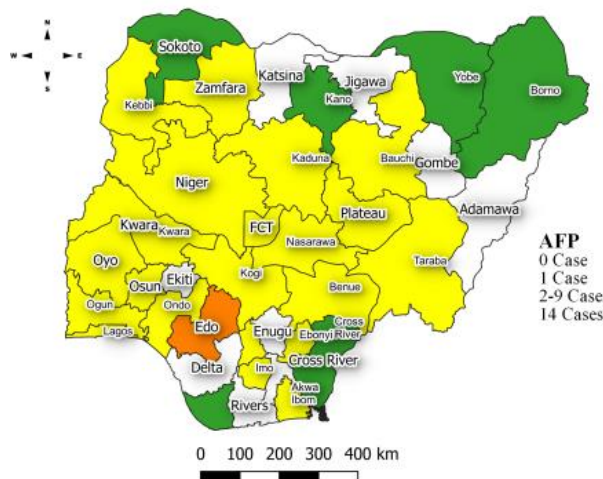 N
W E
S
Sokoto
Katsina
Jigawa
Yobe
Borno
Zamfara
Kano
Kebbi
Kaduna
Bauchi
Gombe
Niger
Adamawa
Plateau
Kwara
Kwara
FCT
Nasarawa
Taraba
Oyo
Ekiti
Kogi
Osun
Benue
Ogun
Ondo
Edo
Enugu
Cross
Ebonyi River
Lagos
Cross River
Delta
Imo
Akwa
Ibom
Rivers
AFP
0 Case
1 Case
2-9 Case
14 Cases
0 100 200 300 400 km